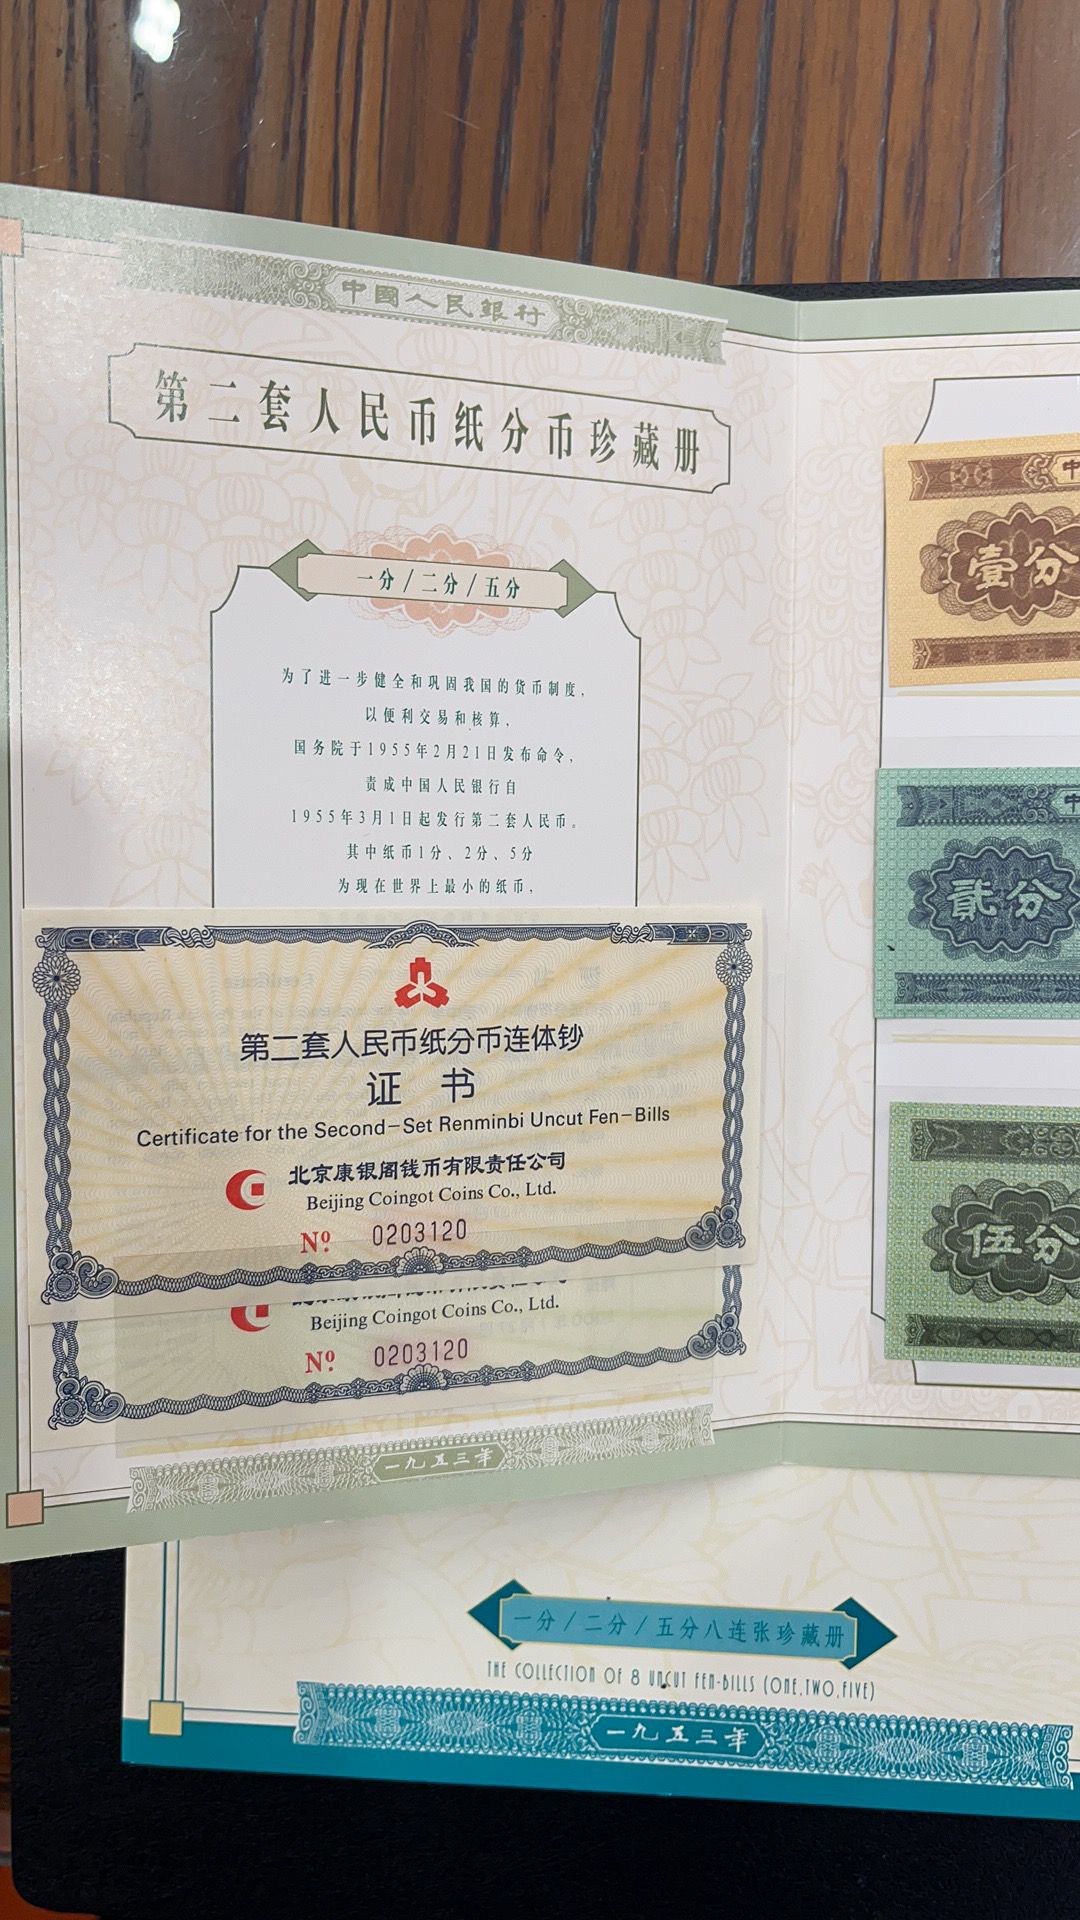 中國人民銀行
第二套人民币纸分币珍藏册
一分/二分/五分
为了进一步健全和巩固我国的货币制度，
以便利交易和核算，
国务院于1955年2月21日发布命令，
责成中国人民银行自
1955年3月1日起发行第二套人民币。
其中纸币1分、2分、5分
为现在世界上最小的纸币，
第二套人民币纸分币连体钞
证书
Certificate for the Second-Set Renminbi Uncut Fen-Bills
北京康银阁钱币有限责任公司
Beijing Coingot Coins Co., Ltd.
Nº 0203120
Beijing Coingot Coins Co., Ltd.
Nº 0203120
一九五三年
中
壹分
中
貳分
伍分
一分/二分/五分八连张珍藏册
THE COLLECTION OF 8 UNCUT FEN-BILLS (ONE,TWO,FIVE)
一九五三年